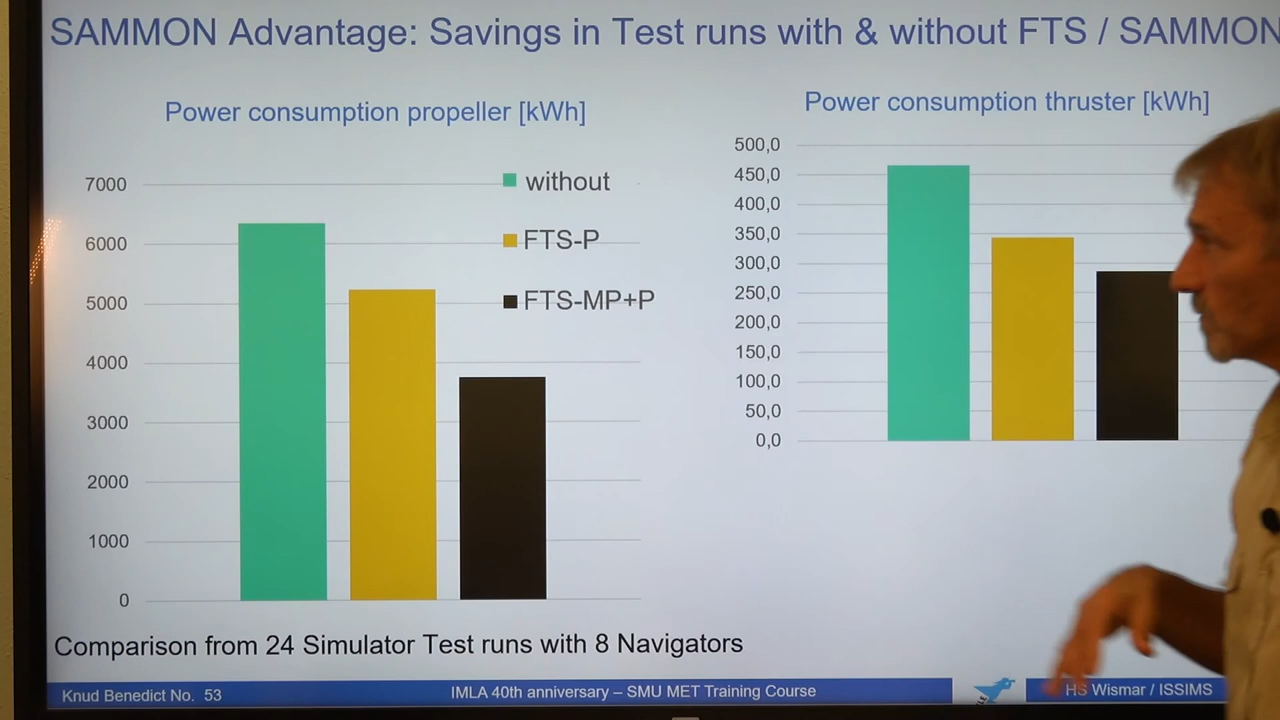 SAMMON Advantage: Savings in Test runs with & without FTS / SAMMON
Power consumption propeller [kWh]
7000
6000
5000
4000
3000
2000
1000
0
without
FTS-P
FTS-MP+P
Power consumption thruster [kWh]
500,0
450,0
400,0
350,0
300,0
250,0
200,0
150,0
100,0
50,0
0,0
Comparison from 24 Simulator Test runs with 8 Navigators
Knud Benedict No. 53
IMLA 40th anniversary – SMU MET Training Course
HS Wismar / ISSIMS